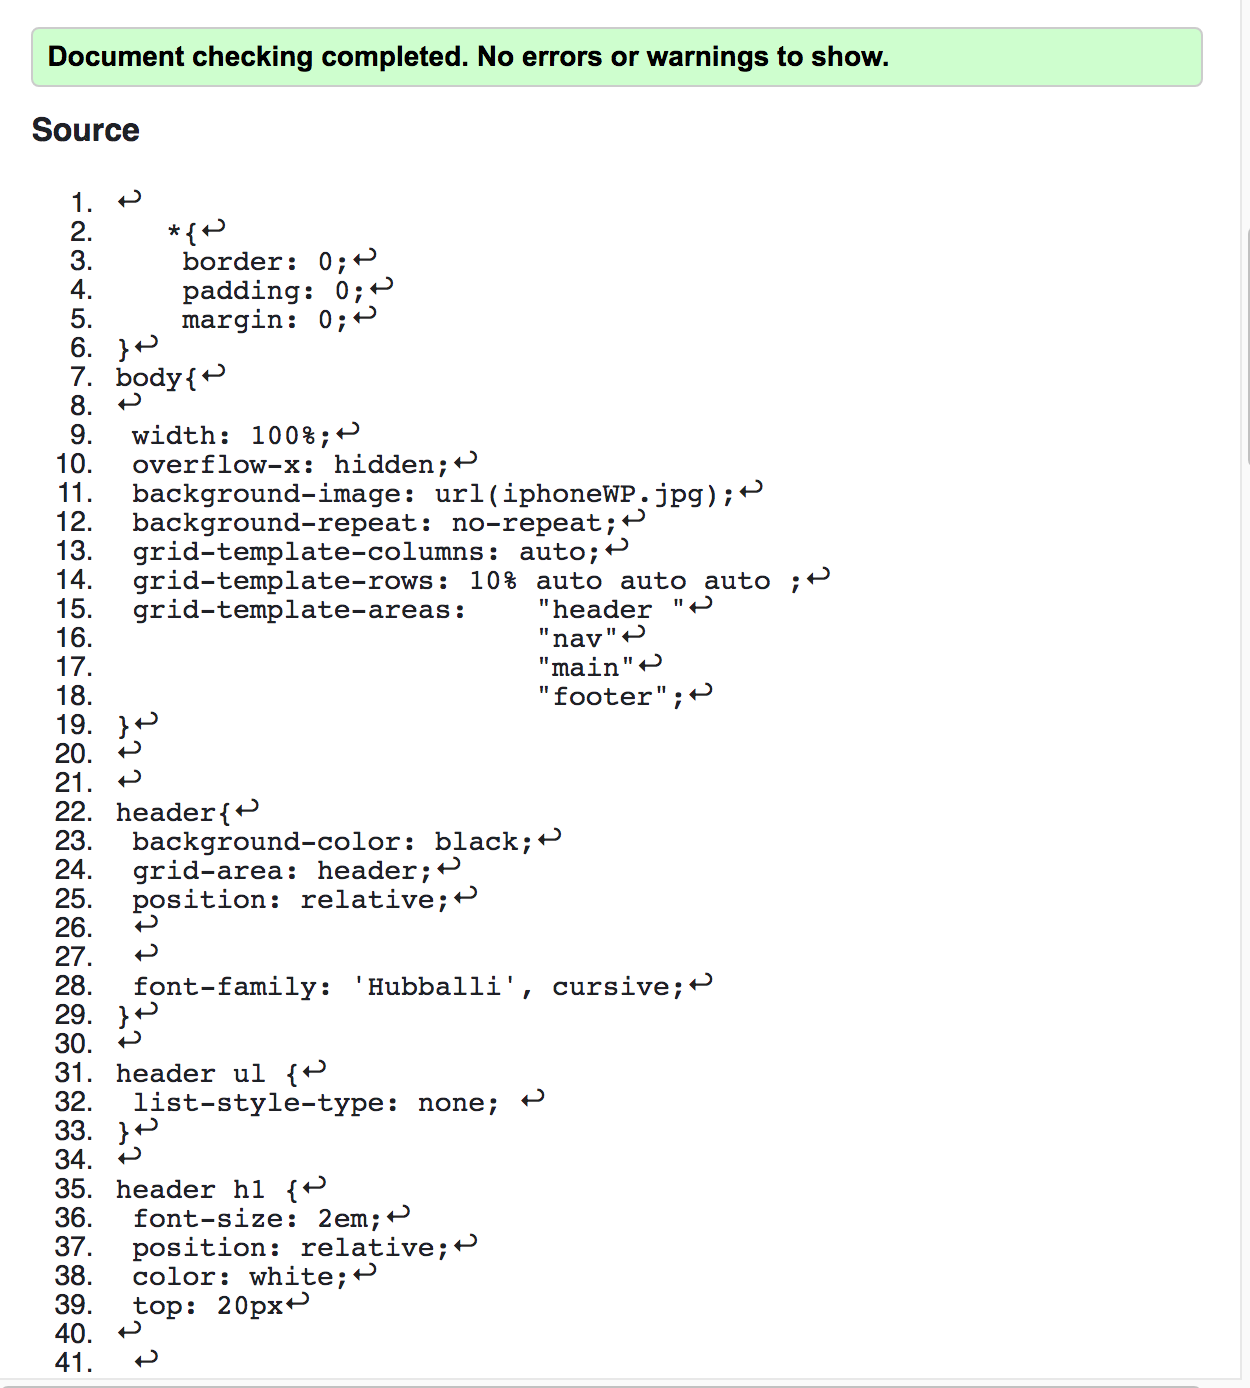 Document checking completed. No errors or warnings to show.
Source
1. ↩
2. *{↩
3. border: 0;↩
4. padding: 0;↩
5. margin: 0;↩
6. }↩
7. body{↩
8. ↩
9. width: 100%;↩
10. overflow-x: hidden;↩
11. background-image: url(iphoneWP.jpg);↩
12. background-repeat: no-repeat;↩
13. grid-template-columns: auto;↩
14. grid-template-rows: 10% auto auto auto ;↩
15. grid-template-areas: "header "↩
16. "nav"↩
17. "main"↩
18. "footer";↩
19. }↩
20. ↩
21. ↩
22. header{↩
23. background-color: black;↩
24. grid-area: header;↩
25. position: relative;↩
26. ↩
27. ↩
28. font-family: 'Hubballi', cursive;↩
29. }↩
30. ↩
31. header ul {↩
32. list-style-type: none; ↩
33. }↩
34. ↩
35. header h1 {↩
36. font-size: 2em;↩
37. position: relative;↩
38. color: white;↩
39. top: 20px↩
40. ↩
41. ↩